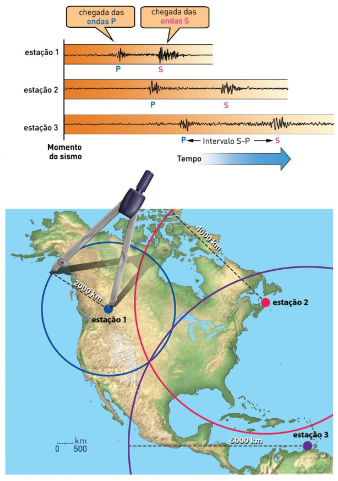 chegada das
ondas P
chegada das
ondas S
estação 1
P
S
estação 2
P
S
estação 3
P
Intervalo S-P
S
Momento
do sismo
Tempo
4000 km
2000 km
estação 2
estação 1
estação 3
6000 km
0 km
500